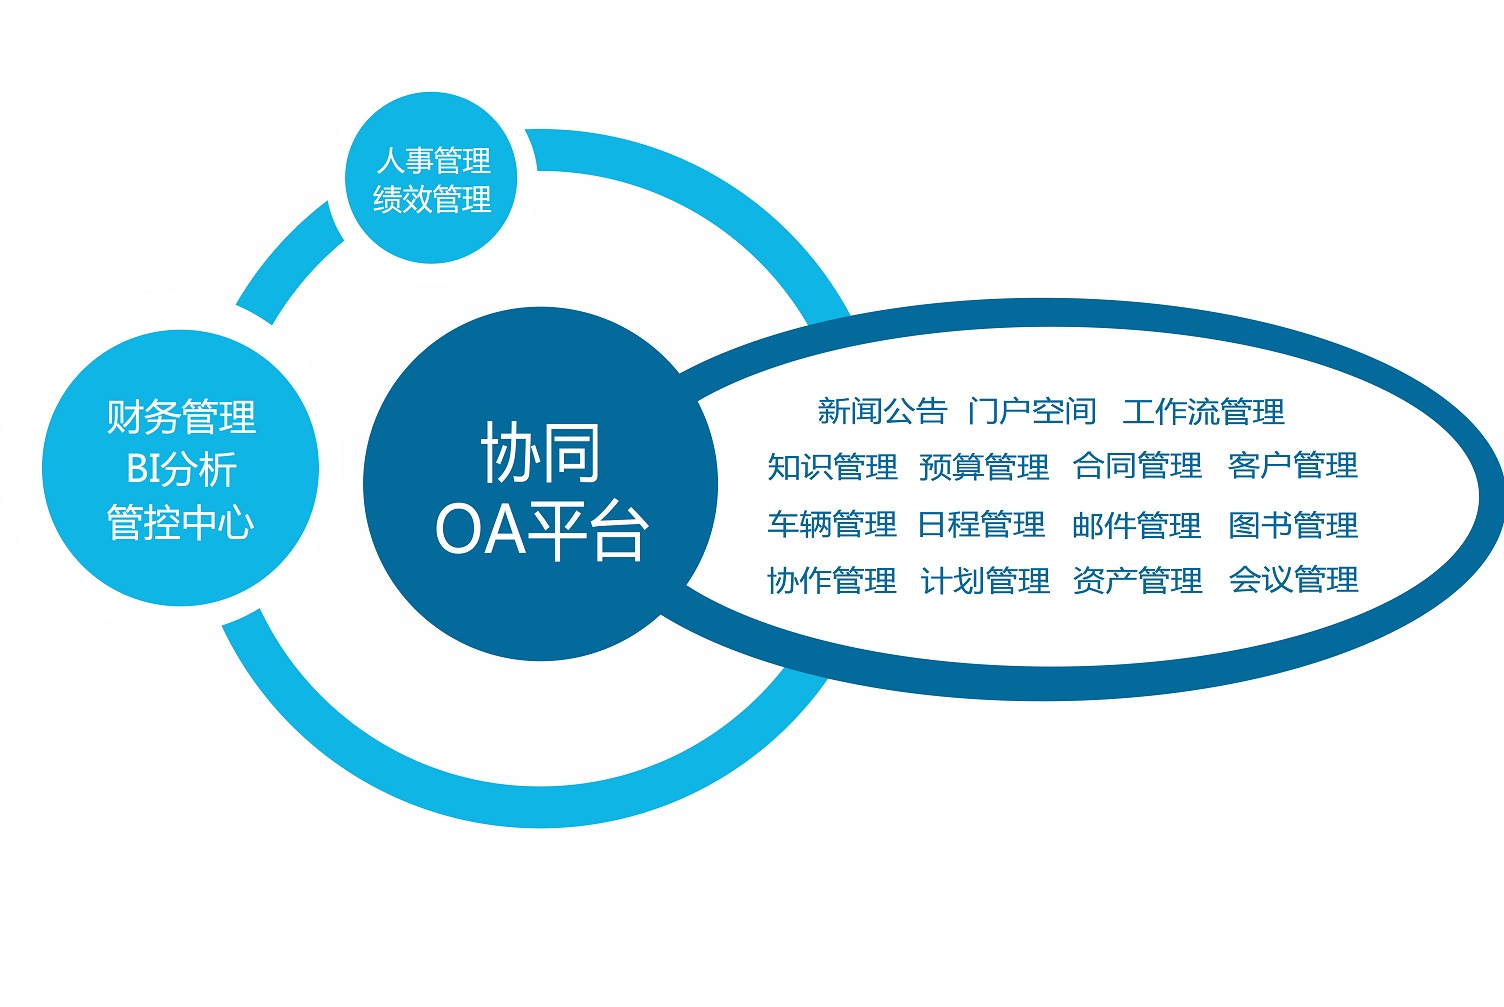 人事管理
绩效管理
财务管理
BI分析
管控中心
协同
OA平台
新闻公告 门户空间 工作流管理
知识管理 预算管理 合同管理 客户管理
车辆管理 日程管理 邮件管理 图书管理
协作管理 计划管理 资产管理 会议管理